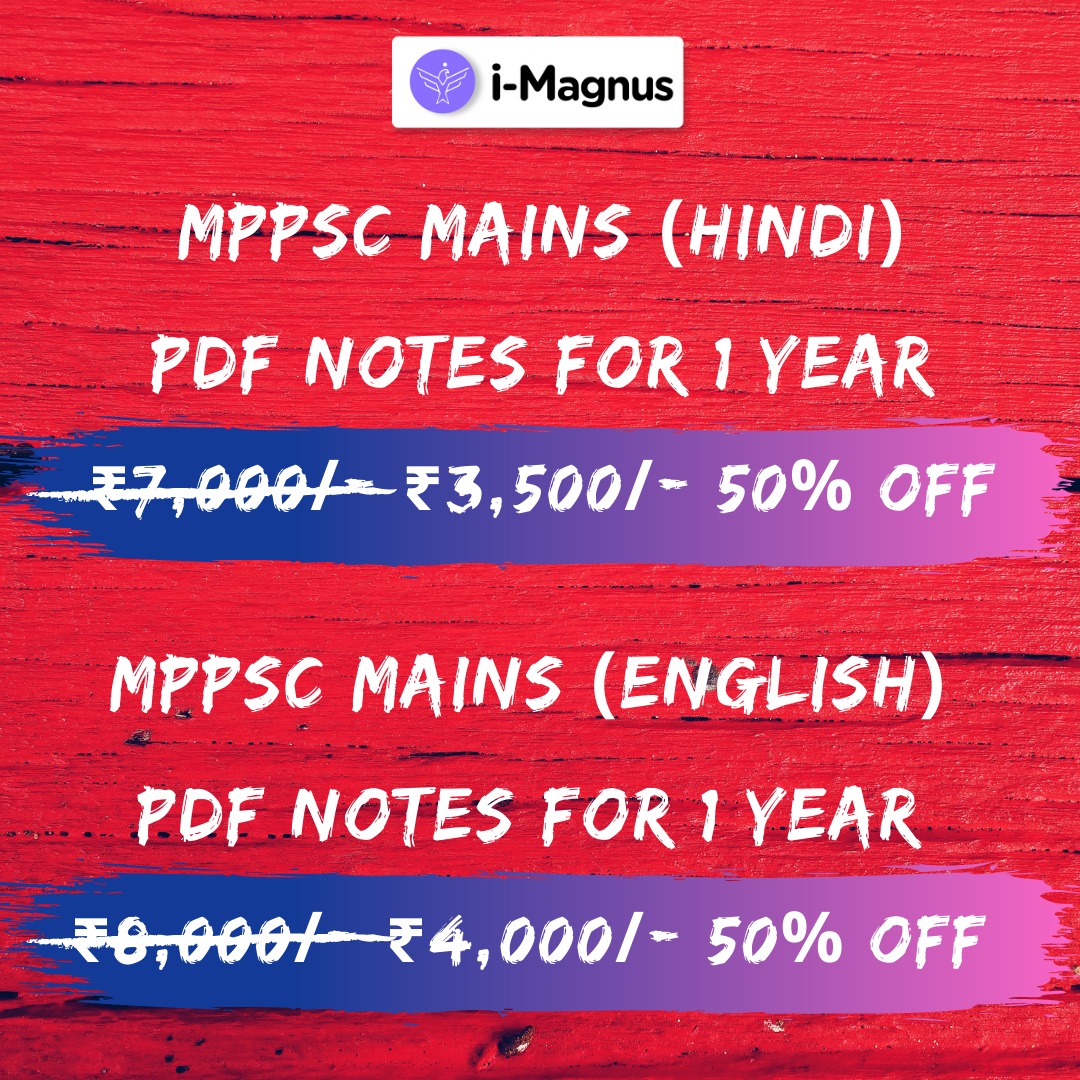 i-Magnus
MPPSC MAINS (HINDI)
PDF NOTES FOR 1 YEAR
₹7,000/- ₹3,500/- 50% OFF
MPPSC MAINS (ENGLISH)
PDF NOTES FOR 1 YEAR
₹8,000/- ₹4,000/- 50% OFF